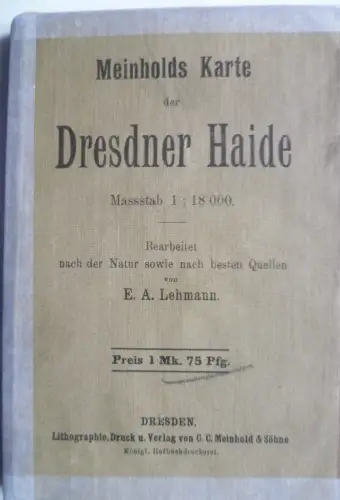 Meinholds Karte
der
Dresdner Haide
Massstab 1 : 18 000.
Bearbeitet
nach der Natur sowie nach besten Quellen
von
E. A. Lehmann.
Preis 1 Mk. 75 Pfg.
DRESDEN.
Lithographie, Druck u. Verlag von C. C. Meinhold & Söhne
Königl. Hofbuchdruckerei.